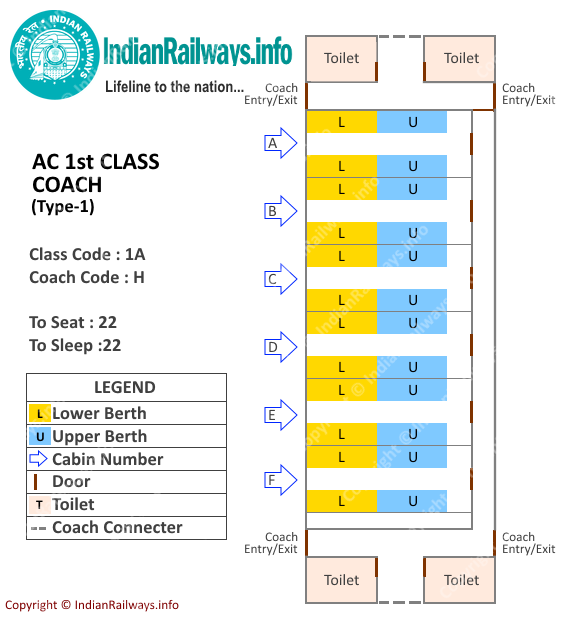 भारतीय रेल INDIAN RAILWAYS
IndianRailways.info
Lifeline to the nation...
AC 1st CLASS
COACH
(Type-1)
Class Code : 1A
Coach Code : H
To Seat : 22
To Sleep :22
LEGEND
L Lower Berth
U Upper Berth
Cabin Number
Door
T Toilet
Coach Connecter
Toilet Toilet
Coach
Entry/Exit
Coach
Entry/Exit
L U
A
L U
L U
B
L U
L U
C
L U
L U
D
L U
L U
E
L U
L U
F
L U
Coach
Entry/Exit
Coach
Entry/Exit
Toilet Toilet
Copyright © IndianRailways.info